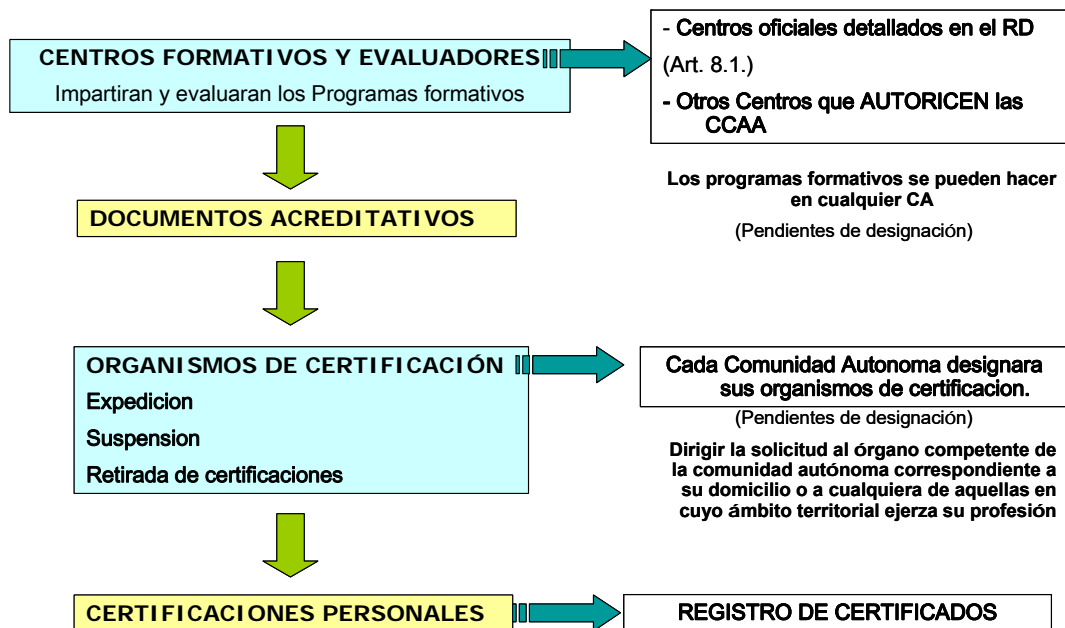 CENTROS FORMATIVOS Y EVALUADORES
Impartiran y evaluaran los Programas formativos
- Centros oficiales detallados en el RD
(Art. 8.1.)
- Otros Centros que AUTORICEN las
CCAA
Los programas formativos se pueden hacer
en cualquier CA
(Pendientes de designación)
DOCUMENTOS ACREDITATIVOS
ORGANISMOS DE CERTIFICACIÓN
Expedicion
Suspension
Retirada de certificaciones
Cada Comunidad Autonoma designara
sus organismos de certificacion.
(Pendientes de designación)
Dirigir la solicitud al órgano competente de
la comunidad autónoma correspondiente a
su domicilio o a cualquiera de aquellas en
cuyo ámbito territorial ejerza su profesión
CERTIFICACIONES PERSONALES
REGISTRO DE CERTIFICADOS